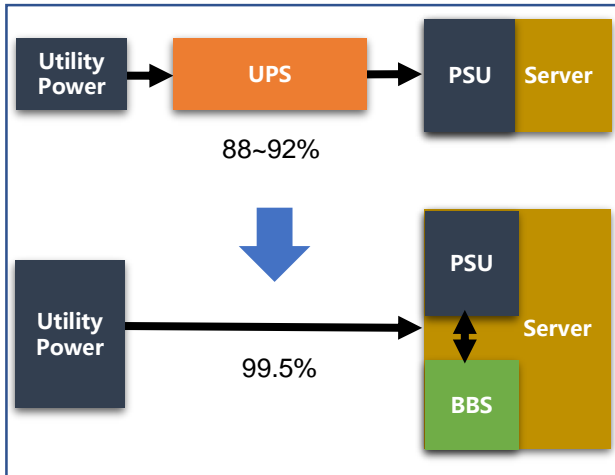 Utility
Power
UPS
PSU
Server
88~92%
Utility
Power
PSU
Server
99.5%
BBS